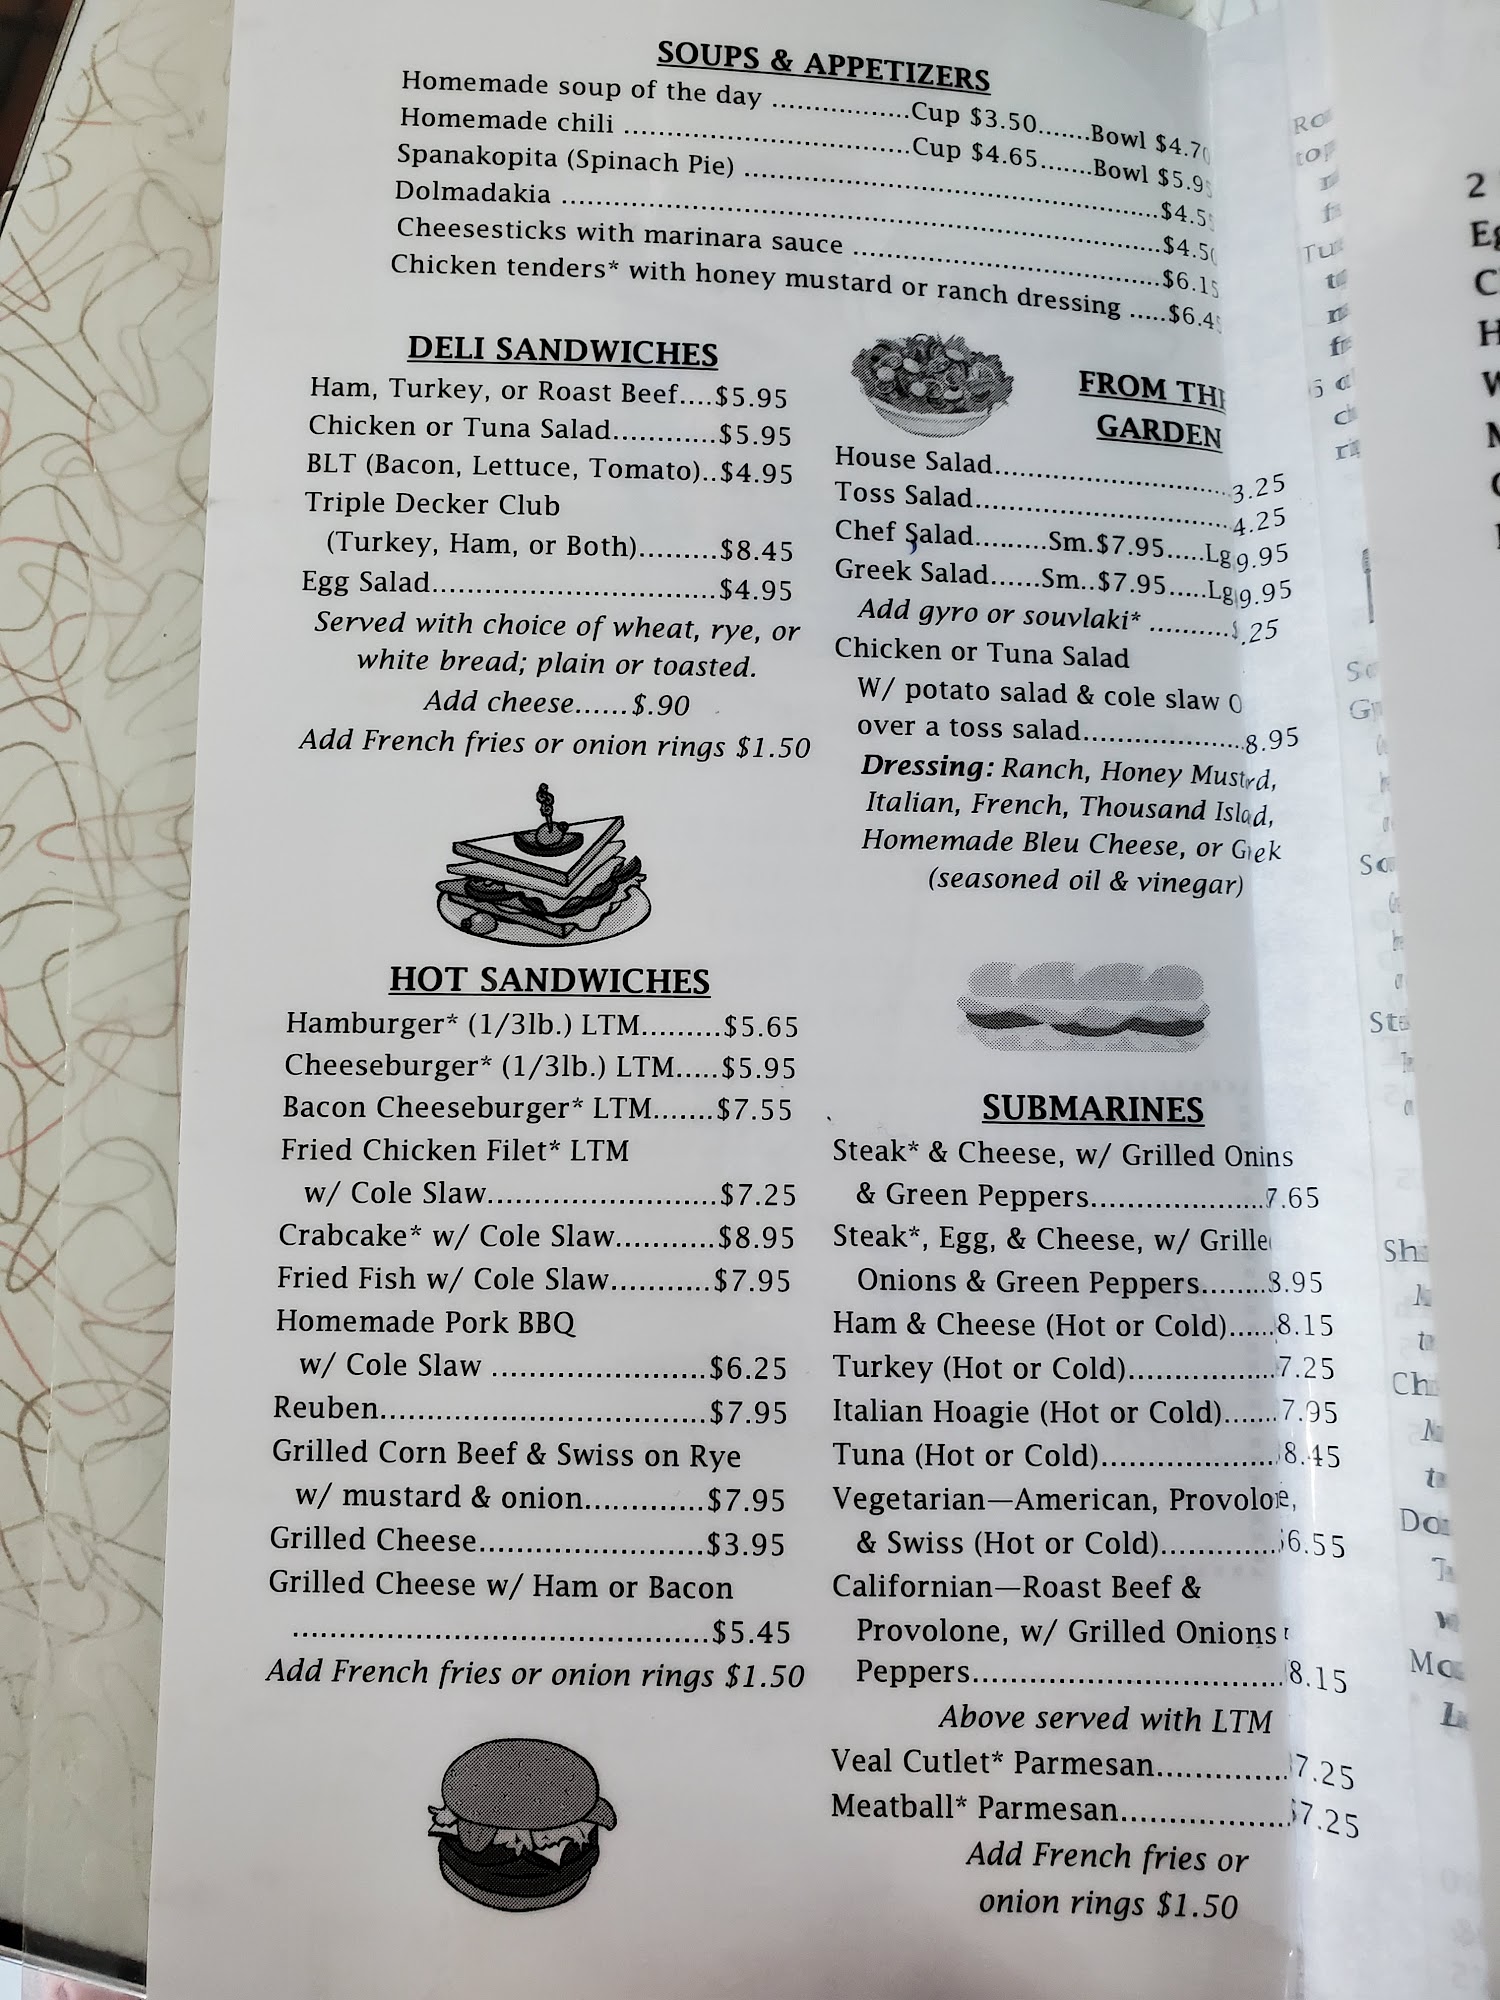 SOUPS & APPETIZERS
Homemade soup of the day ...............Cup $3.50.......Bowl $4.70
Homemade chili ...............................Cup $4.65.......Bowl $5.95
Spanakopita (Spinach Pie) .............................................$4.5
Dolmadakia .................................................................$4.50
Cheesesticks with marinara sauce ..................................$6.15
Chicken tenders* with honey mustard or ranch dressing .....$6.4
DELI SANDWICHES
Ham, Turkey, or Roast Beef....$5.95
Chicken or Tuna Salad............$5.95
BLT (Bacon, Lettuce, Tomato)..$4.95
Triple Decker Club
(Turkey, Ham, or Both).........$8.45
Egg Salad...............................$4.95
Served with choice of wheat, rye, or
white bread; plain or toasted.
Add cheese......$.90
Add French fries or onion rings $1.50
HOT SANDWICHES
Hamburger* (1/3lb.) LTM.........$5.65
Cheeseburger* (1/3lb.) LTM.....$5.95
Bacon Cheeseburger* LTM.......$7.55
Fried Chicken Filet* LTM
w/ Cole Slaw.........................$7.25
Crabcake* w/ Cole Slaw...........$8.95
Fried Fish w/ Cole Slaw...........$7.95
Homemade Pork BBQ
w/ Cole Slaw .......................$6.25
Reuben...................................$7.95
Grilled Corn Beef & Swiss on Rye
w/ mustard & onion.............$7.95
Grilled Cheese........................$3.95
Grilled Cheese w/ Ham or Bacon
.............................................$5.45
Add French fries or onion rings $1.50
FROM THE
GARDEN
House Salad.........................3.25
Toss Salad...........................4.25
Chef Salad.........Sm.$7.95.....Lg 9.95
Greek Salad......Sm..$7.95.....Lg 9.95
Add gyro or souvlaki* ..........25
Chicken or Tuna Salad
W/ potato salad & cole slaw
over a toss salad..................8.95
Dressing: Ranch, Honey Mustrd,
Italian, French, Thousand Islad,
Homemade Bleu Cheese, or Grek
(seasoned oil & vinegar)
SUBMARINES
Steak* & Cheese, w/ Grilled Onins
& Green Peppers...................7.65
Steak*, Egg, & Cheese, w/ Grille
Onions & Green Peppers........8.95
Ham & Cheese (Hot or Cold)......8.15
Turkey (Hot or Cold)................7.25
Italian Hoagie (Hot or Cold).......7.95
Tuna (Hot or Cold)...................8.45
Vegetarian—American, Provoloe,
& Swiss (Hot or Cold).............6.55
Californian—Roast Beef &
Provolone, w/ Grilled Onions
Peppers.................................8.15
Above served with LTM
Veal Cutlet* Parmesan..............7.25
Meatball* Parmesan..................$7.25
Add French fries or
onion rings $1.50